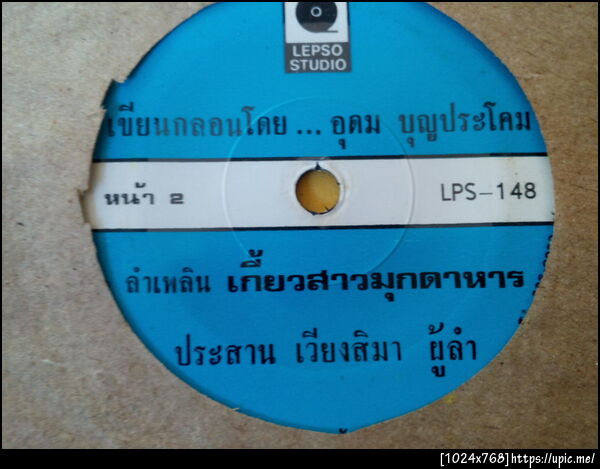 LEPSO
STUDIO
เขียนกลอนโดย ... อุดม บุญประโคม
หน้า 2 LPS-148
ลำเพลิน เกี้ยวสาวมุกดาหาร
ประสาน เวียงสิมา ผู้ลำ
[1024x768]https://upic.me/